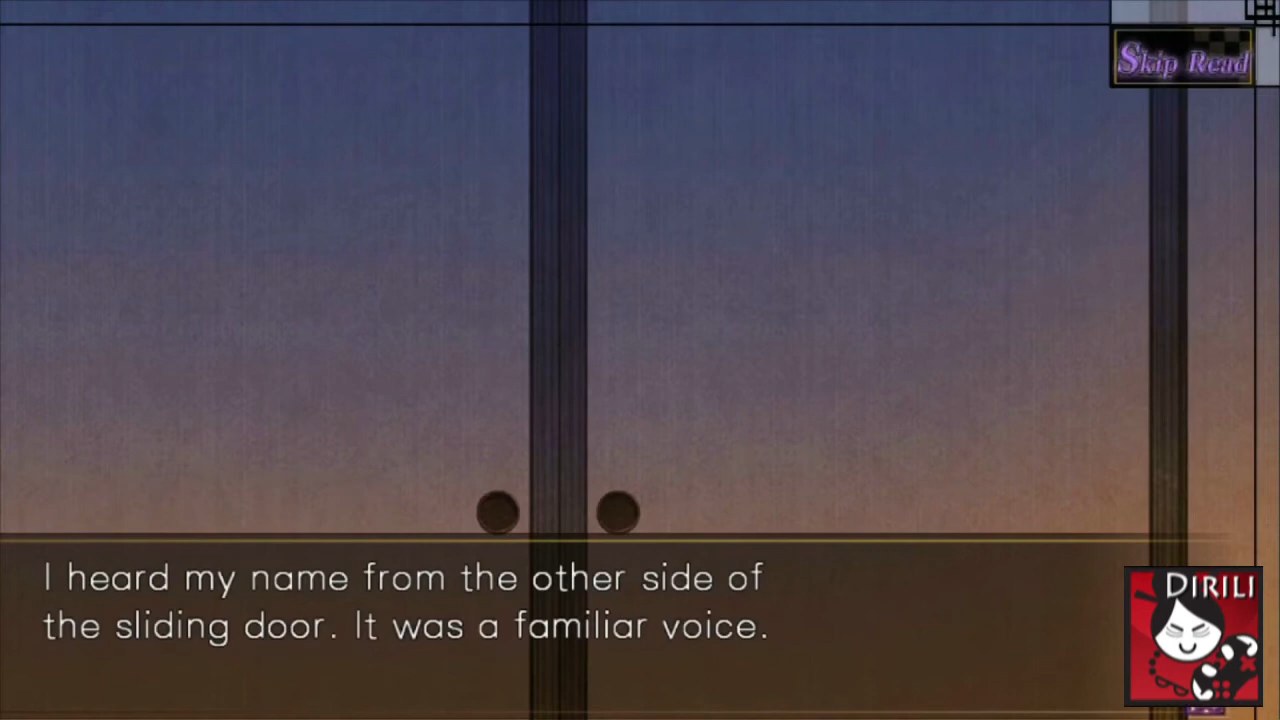 Skip Read
I heard my name from the other side of
the sliding door. It was a familiar voice.
DIRILI